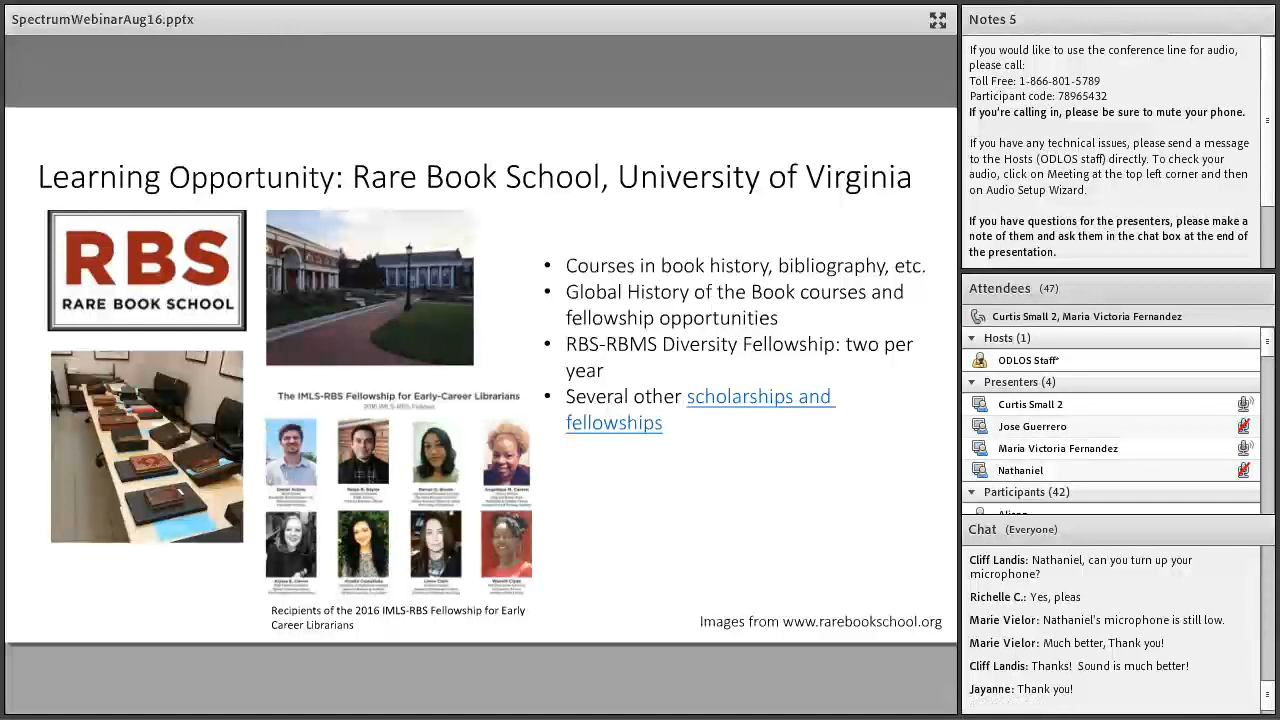 SpectrumWebinarAug16.pptx
Learning Opportunity: Rare Book School, University of Virginia
RBS
RARE BOOK SCHOOL
• Courses in book history, bibliography, etc.
• Global History of the Book courses and
fellowship opportunities
• RBS-RBMS Diversity Fellowship: two per
year
• Several other scholarships and
fellowships
The IMLS-RBS Fellowship for Early-Career Librarians
Recipients of the 2016 IMLS-RBS Fellowship for Early
Career Librarians
Images from www.rarebookschool.org
Notes 5
If you would like to use the conference line for audio,
please call:
Toll Free: 1-866-801-5789
Participant code: 78965432
If you're calling in, please be sure to mute your phone.
If you have any technical issues, please send a message
to the Hosts (ODLOS staff) directly. To check your
audio, click on Meeting at the top left corner and then
on Audio Setup Wizard.
If you have questions for the presenters, please make a
note of them and ask them in the chat box at the end of
the presentation.
Attendees (47)
Curtis Small 2, Maria Victoria Fernandez
Hosts (1)
ODLOS Staff*
Presenters (4)
Curtis Small 2
Jose Guerrero
Maria Victoria Fernandez
Nathaniel
Participants (42)
Chat (Everyone)
Cliff Landis: Nathaniel, can you turn up your
microphone?
Richelle C.: Yes, pleas
Marie Vielor: Nathaniel's microphone is still low.
Marie Vielor: Much better, Thank you!
Cliff Landis: Thanks! Sound is much better!
Jayanne: Thank you!